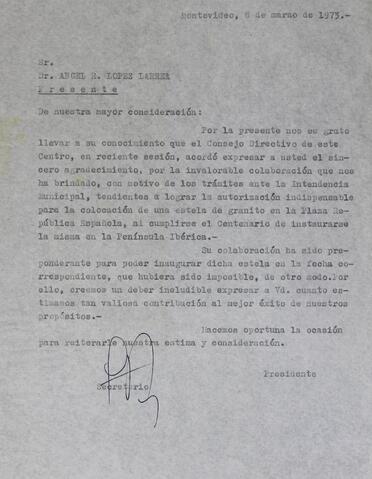 Montevideo, 6 de marzo de 1973.-
Sr.
Dr. ANGEL R. LOPEZ LARREA
P r e s e n t e
De nuestra mayor consideración:
Por la presente nos es grato
llevar a su conocimiento que el Consejo Directivo de este
Centro, en reciente sesión, acordó expresar a usted el sin-
cero agradecimiento, por la invalorable colaboración que nos
ha brindado, con motivo de los trámites ante la Intendencia
Municipal, tendientes a lograr la autorización indispensable
para la colocación de una estela de granito en la Plaza Re-
pública Española, al cumplirse el Centenario de instaurarse
la misma en la Península Ibérica.-
Su colaboración ha sido pre-
ponderante para poder inaugurar dicha estela en la fecha co-
rrespondiente, que hubiera sido imposible, de otro modo.Por
ello, creemos un deber ineludible expresar a Vd. cuanto es-
timamos tan valiosa contribución al mejor éxito de nuestros
propósitos.-
Hacemos oportuna la ocasión
para reiterarle nuestra estima y consideración.
Presidente
Secretario